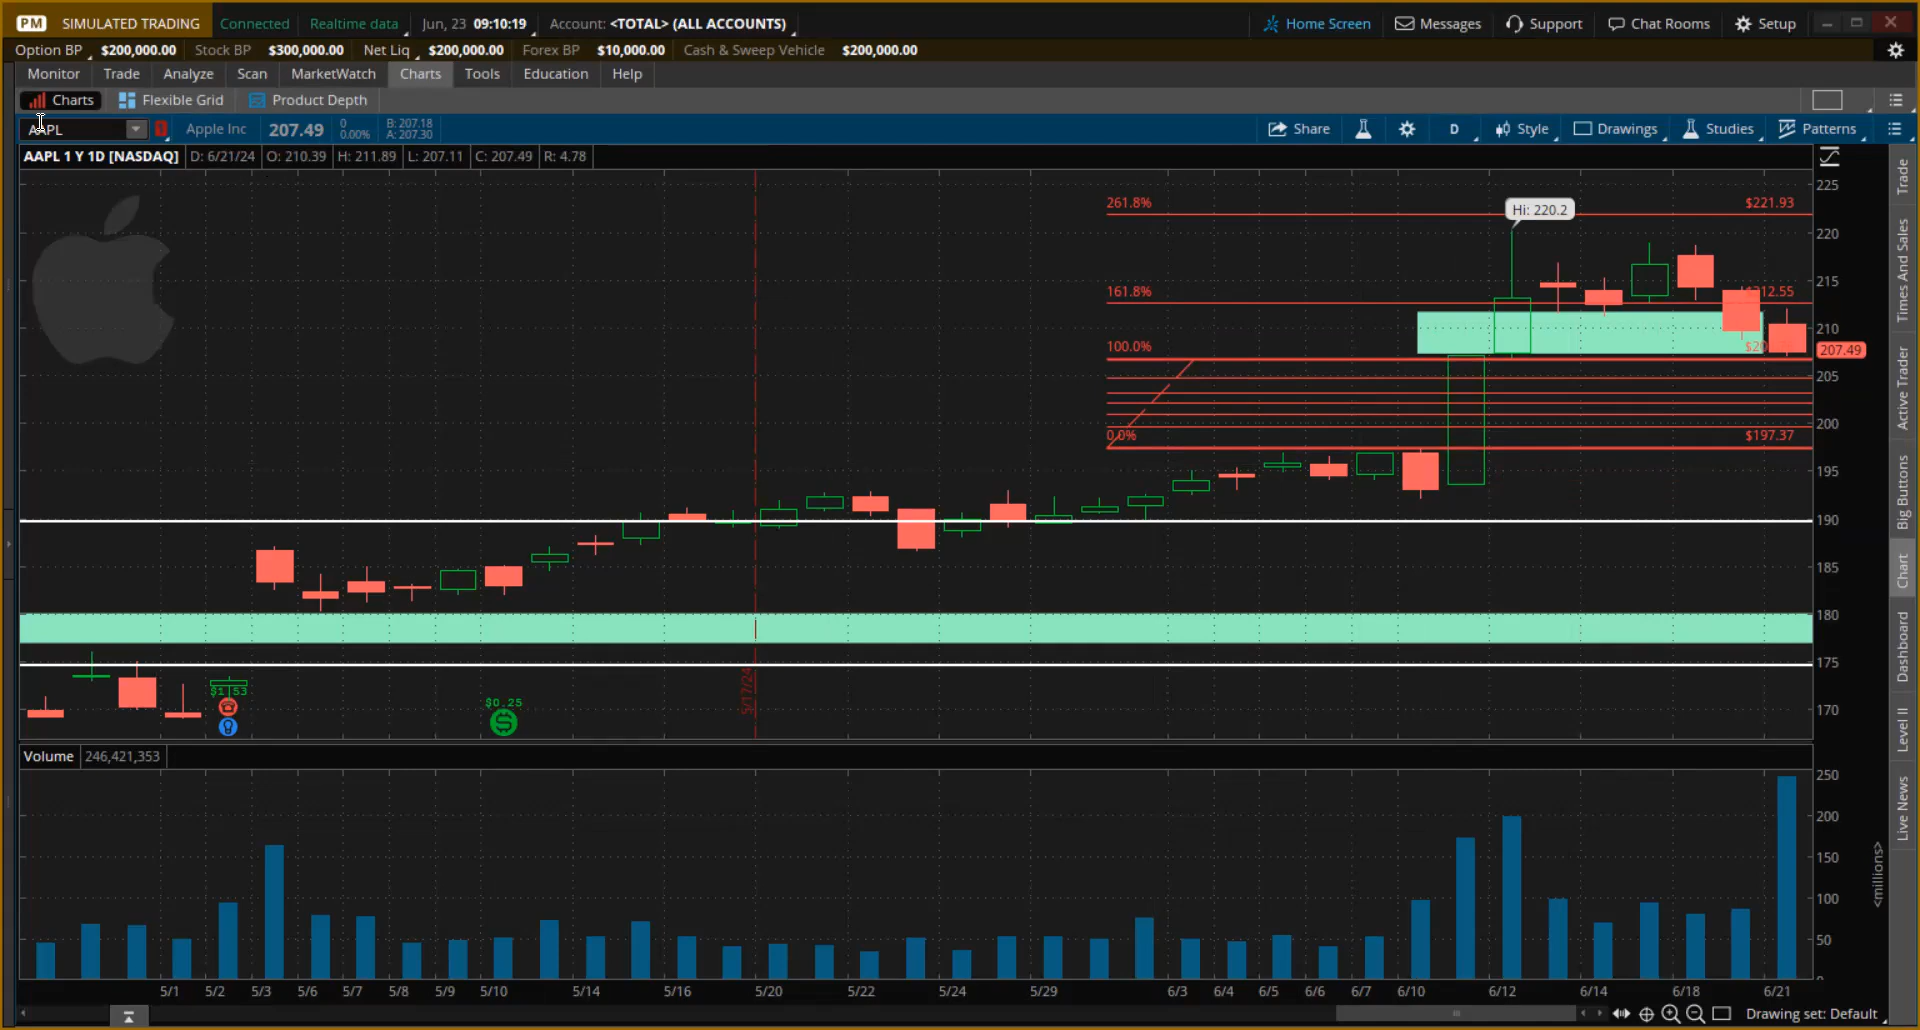 PM SIMULATED TRADING Connected Realtime data Jun, 23 09:10:19 Account: <TOTAL> (ALL ACCOUNTS) Home Screen Messages Support Chat Rooms Setup
Option BP $200,000.00 Stock BP $300,000.00 Net Liq $200,000.00 Forex BP $10,000.00 Cash & Sweep Vehicle $200,000.00
Monitor Trade Analyze Scan MarketWatch Charts Tools Education Help
Charts Flexible Grid Product Depth
AAPL 1 Apple Inc 207.49 0 0.00% B: 207.18 A: 207.30 Share D Style Drawings Studies Patterns
AAPL 1 Y 1D [NASDAQ] D: 6/21/24 O: 210.39 H: 211.89 L: 207.11 C: 207.49 R: 4.78
225
261.8% $221.93
Hi: 220.2
220
215
161.8%
210
100.0%
207.49
205
200
0.0% $197.37
195
190
185
180
175
170
$1.53
$0.25
5/17/24
Volume 246,421,353
250
200
150
100
50
<millions>
5/1 5/2 5/3 5/6 5/7 5/8 5/9 5/10 5/14 5/16 5/20 5/22 5/24 5/29 6/3 6/4 6/5 6/6 6/7 6/10 6/12 6/14 6/18 6/21
Drawing set: Default
Trade
Times And Sales
Active Trader
Big Buttons
Chart
Dashboard
Level II
Live News